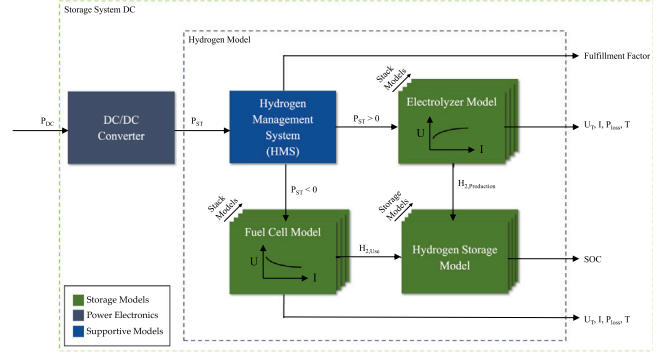 Storage System DC
Hydrogen Model
Fulfillment Factor
Stack
Models
P_DC
DC/DC
Converter
P_ST
Hydrogen
Management
System
(HMS)
P_ST > 0
Electrolyzer Model
U
I
U_T, I, P_loss, T
P_ST < 0
H_2,Production
Stack
Models
Storage
Models
Fuel Cell Model
U
I
H_2,Use
Hydrogen Storage
Model
SOC
U_T, I, P_loss, T
Storage Models
Power Electronics
Supportive Models